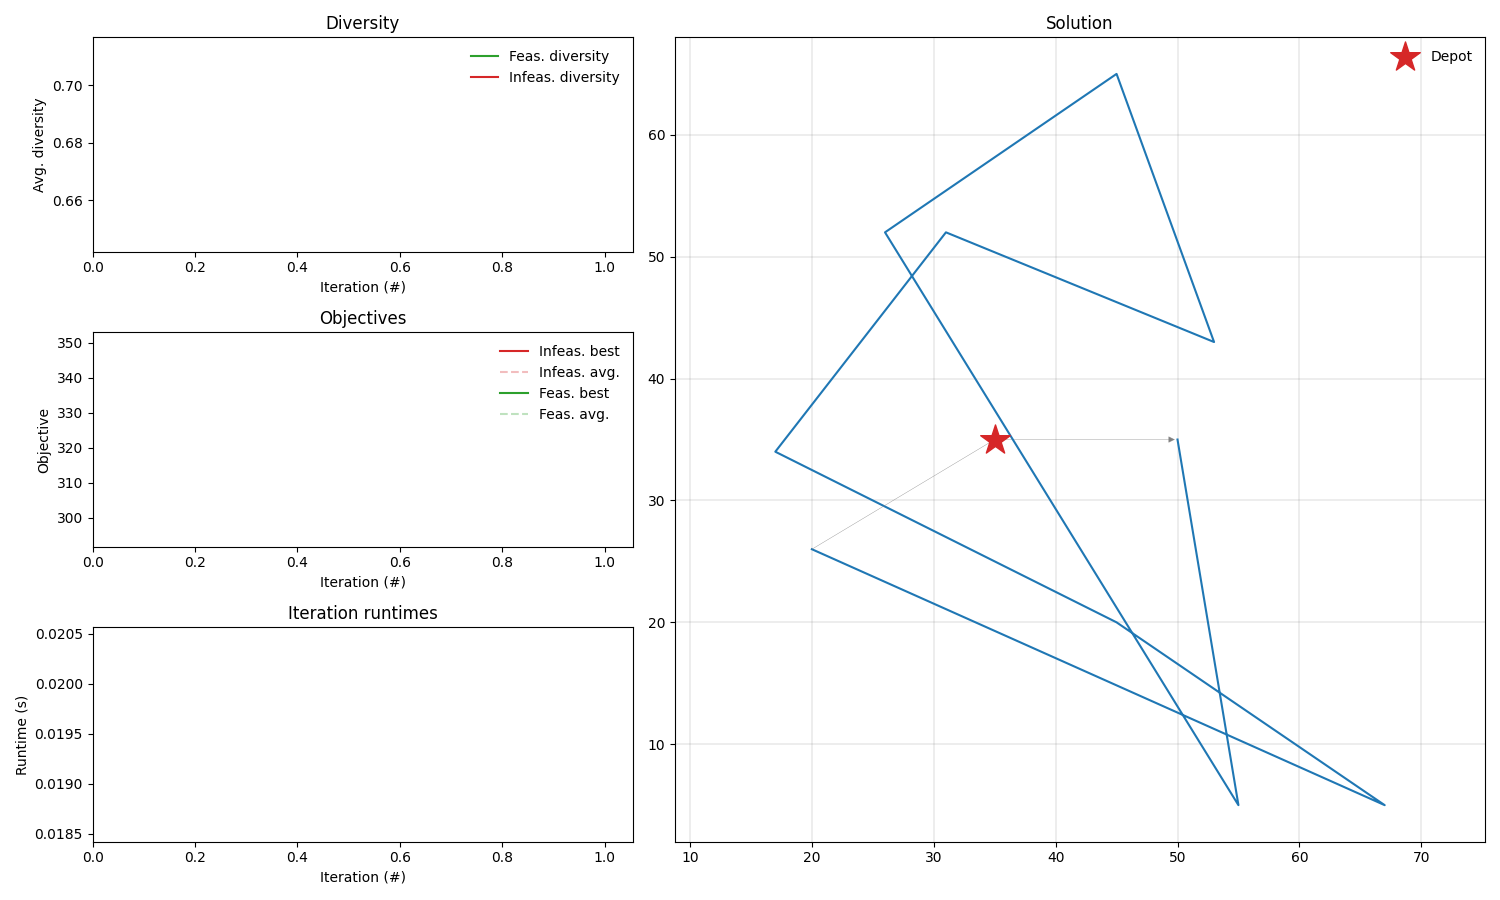 Diversity
Feas. diversity
Infeas. diversity
Avg. diversity
0.70
0.68
0.66
0.0 0.2 0.4 0.6 0.8 1.0
Iteration (#)
Objectives
Infeas. best
Infeas. avg.
Feas. best
Feas. avg.
Objective
350
340
330
320
310
300
0.0 0.2 0.4 0.6 0.8 1.0
Iteration (#)
Iteration runtimes
Runtime (s)
0.0205
0.0200
0.0195
0.0190
0.0185
0.0 0.2 0.4 0.6 0.8 1.0
Iteration (#)
Solution
Depot
60
50
40
30
20
10
10 20 30 40 50 60 70